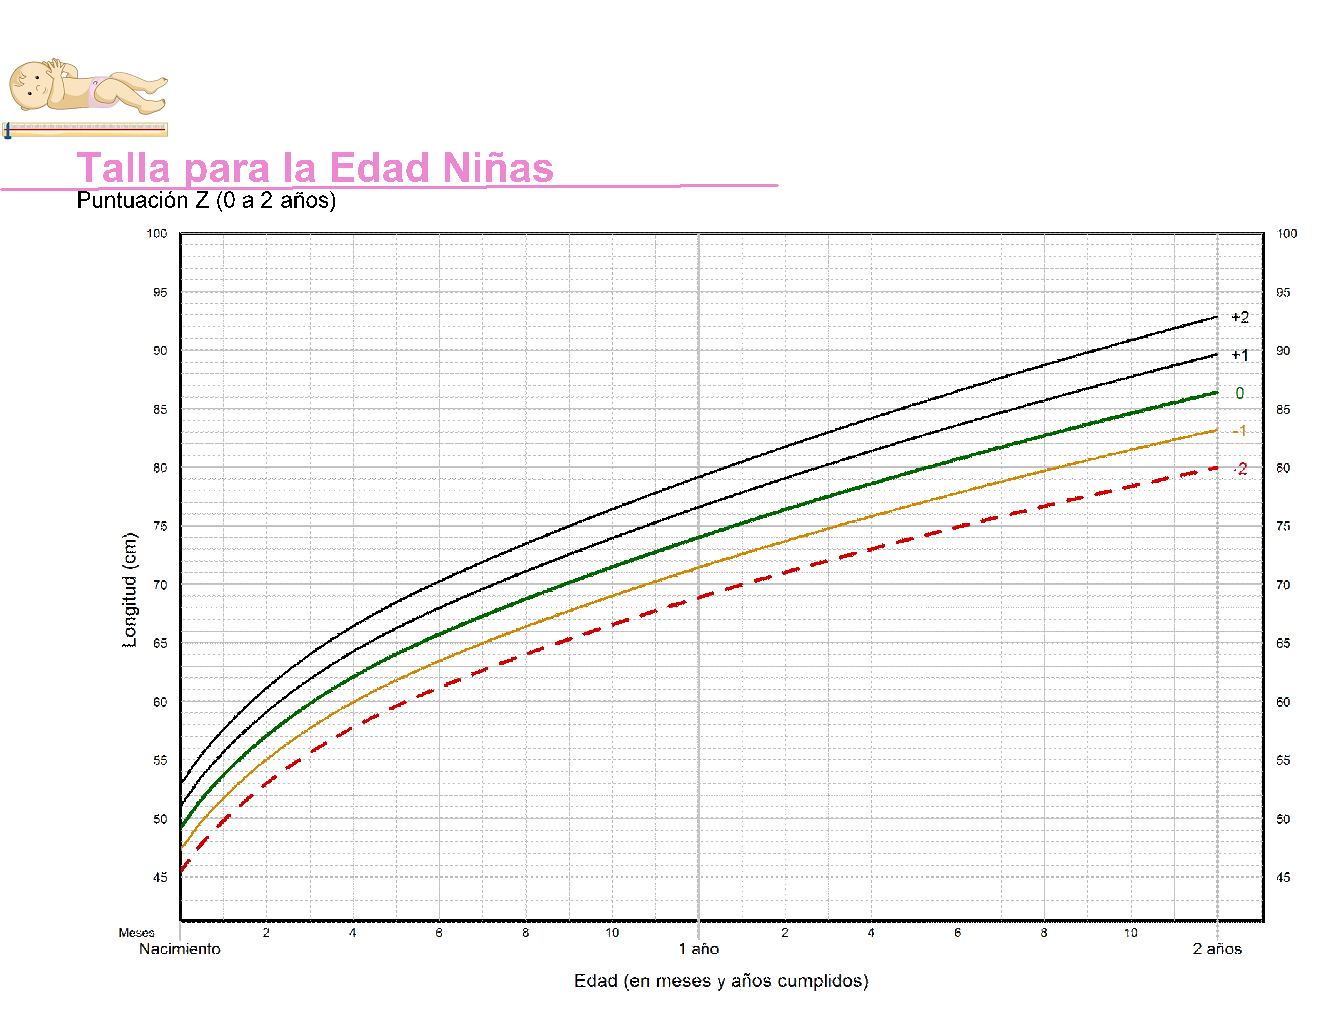 Talla para la Edad Niñas
Puntuación Z (0 a 2 años)
100 100
95 95
+2
90 90
+1
0
85 85
-1
80 80
-2
75 75
70 70
65 65
60 60
55 55
50 50
45 45
Longitud (cm)
Meses 2 4 6 8 10 2 4 6 8 10
Nacimiento 1 año 2 años
Edad (en meses y años cumplidos)